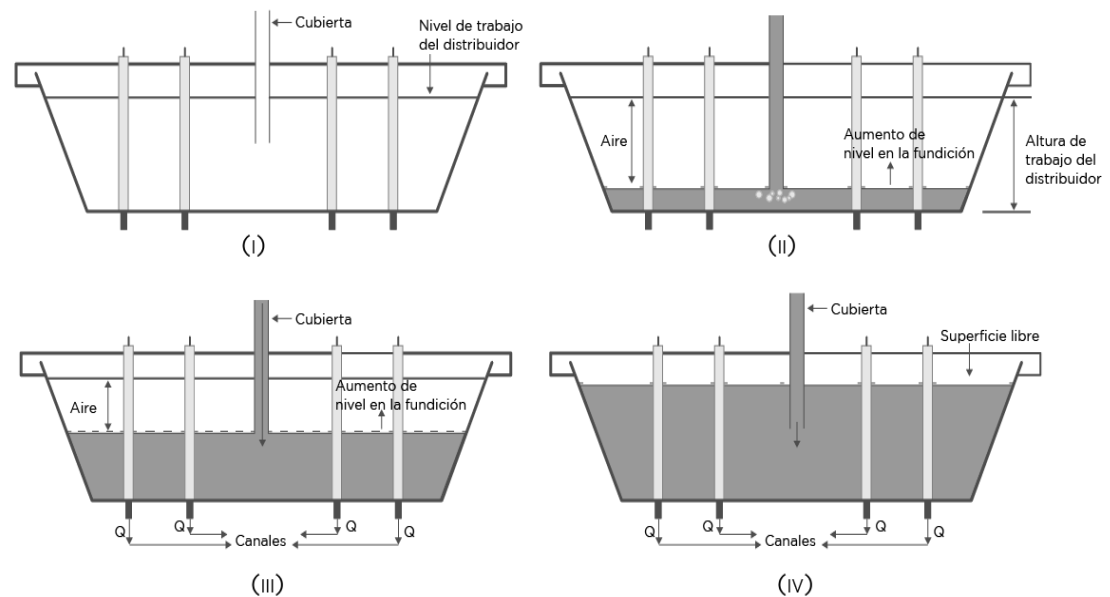 Cubierta
Nivel de trabajo
del distribuidor
(I)
Aire
Aumento de
nivel en la fundición
Altura de
trabajo del
distribuidor
(II)
Cubierta
Aire
Aumento de
nivel en la fundición
Q
Q
Q
Q
Canales
(III)
Cubierta
Superficie libre
Q
Q
Q
Q
Canales
(IV)